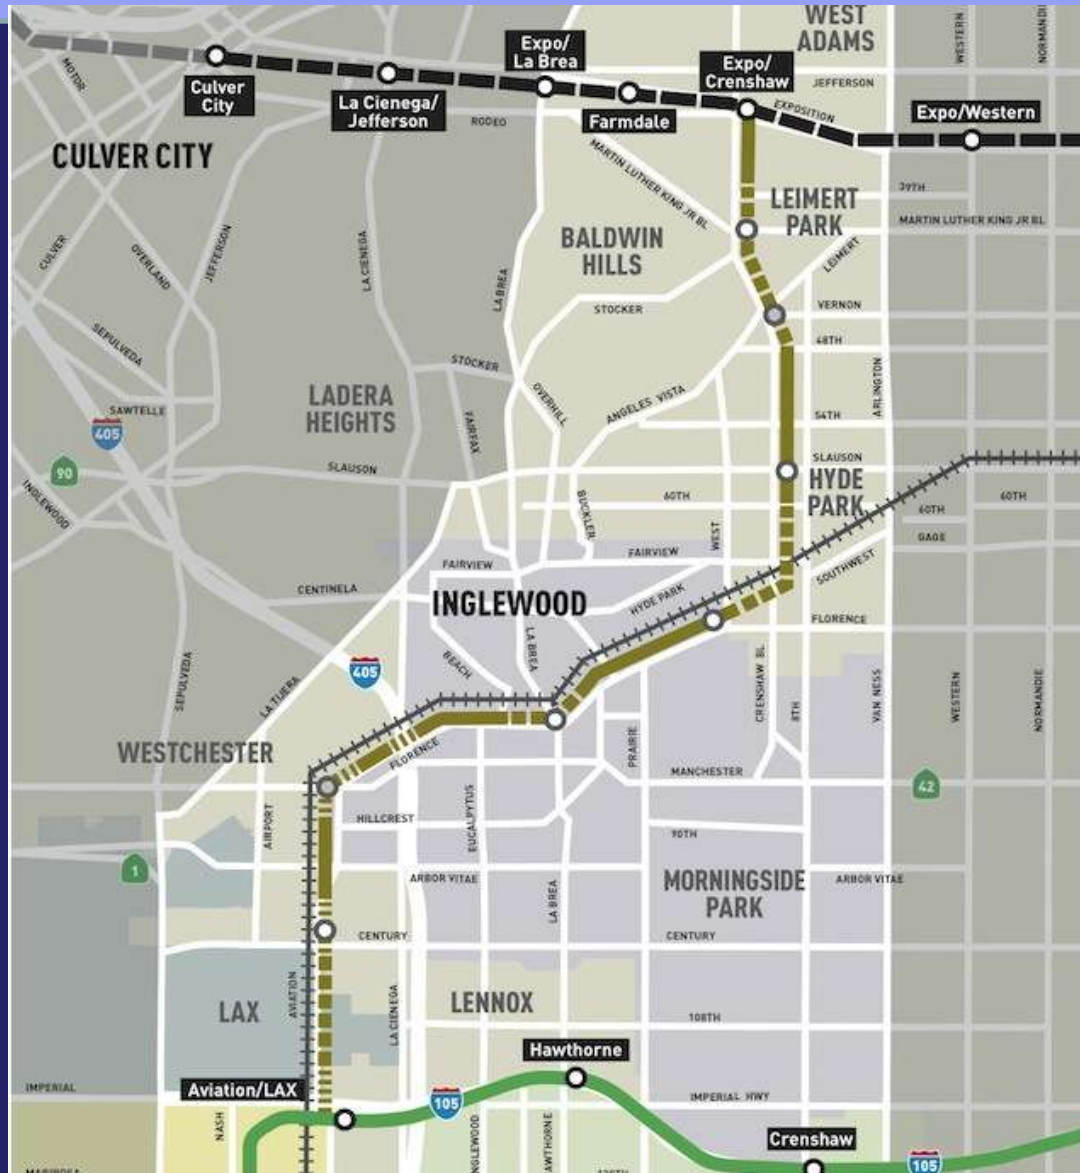 WEST
ADAMS
WESTERN
NORMANDI
Expo/
La Brea
Expo/
Crenshaw
MOTOR
Culver
City
La Cienega/
Jefferson
JEFFERSON
EXPOSITION
Expo/Western
RODEO
Farmdale
CULVER CITY
MARTIN LUTHER KING JR BL
39TH
LEIMERT
PARK
MARTIN LUTHER KING JR BL
CULVER
OVERLAND
JEFFERSON
LA CIENEGA
BALDWIN
HILLS
LEIMERT
LA BREA
STOCKER
VERNON
SEPULVEDA
48TH
STOCKER
ARLINGTON
LADERA
HEIGHTS
OVERHILL
ANGELES VISTA
SAWTELLE
405
FAIRFAX
54TH
90
SLAUSON
SLAUSON
HYDE
PARK
INGLEWOOD
BUCKLER
60TH
60TH
60TH
WEST
GAGE
FAIRVIEW
FAIRVIEW
SOUTHWEST
CENTINELA
INGLEWOOD
HYDE PARK
FLORENCE
LA BREA
BEACH
405
SEPULVEDA
LA TIJERA
CRENSHAW BL
8TH
VAN NESS
WESTERN
NORMANDIE
WESTCHESTER
FLORENCE
PRAIRIE
MANCHESTER
42
AIRPORT
HILLCREST
EUCALPYTUS
90TH
1
ARBOR VITAE
MORNINGSIDE
PARK
ARBOR VITAE
LA BREA
CENTURY
CENTURY
AVIATION
LAX
LA CIENEGA
LENNOX
108TH
Hawthorne
IMPERIAL
Aviation/LAX
105
IMPERIAL HWY
NASH
NGLEWOOD
AWTHORNE
Crenshaw
105